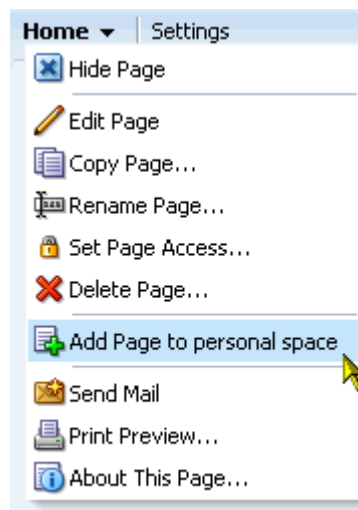 Home Settings
Hide Page
Edit Page
Copy Page...
Rename Page...
Set Page Access...
Delete Page...
Add Page to personal space
Send Mail
Print Preview...
About This Page...